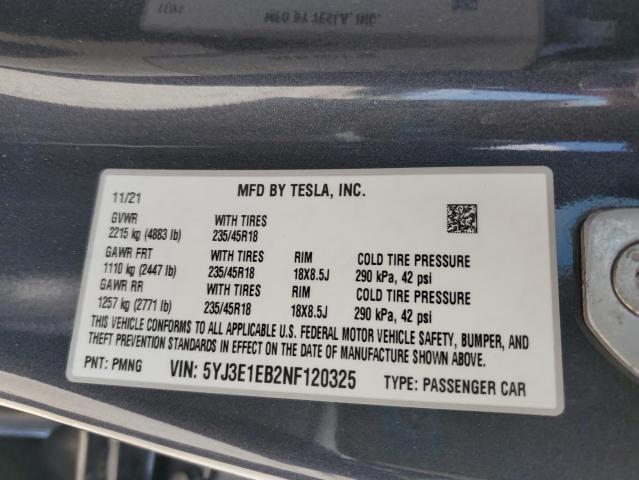 MFD BY TESLA, INC.
11/21 MFD BY TESLA, INC.
GVWR WITH TIRES
2215 kg (4883 lb) 235/45R18
GAWR FRT WITH TIRES RIM COLD TIRE PRESSURE
1110 kg (2447 lb) 235/45R18 18X8.5J 290 kPa, 42 psi
GAWR RR WITH TIRES RIM COLD TIRE PRESSURE
1257 kg (2771 lb) 235/45R18 18X8.5J 290 kPa, 42 psi
THIS VEHICLE CONFORMS TO ALL APPLICABLE U.S. FEDERAL MOTOR VEHICLE SAFETY, BUMPER, AND
THEFT PREVENTION STANDARDS IN EFFECT ON THE DATE OF MANUFACTURE SHOWN ABOVE.
PNT: PMNG VIN: 5YJ3E1EB2NF120325 TYPE: PASSENGER CAR